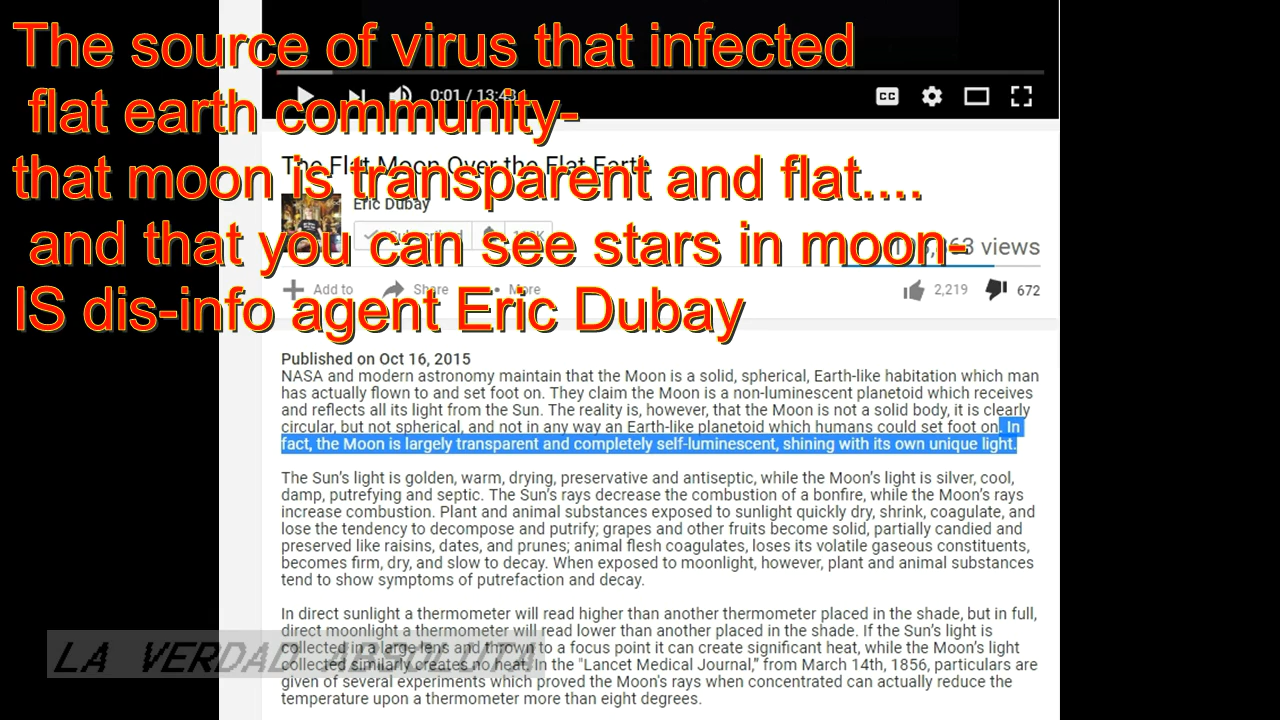 The source of virus that infected
flat earth community-
that moon is transparent and flat....
and that you can see stars in moon-
IS dis-info agent Eric Dubay
0:01 / 13:43
CC
The Flat Moon Over the Flat Earth
Eric Dubay
Subscribed
views
Add to
Share
More
2,219
672
Published on Oct 16, 2015
NASA and modern astronomy maintain that the Moon is a solid, spherical, Earth-like habitation which man
has actually flown to and set foot on. They claim the Moon is a non-luminescent planetoid which receives
and reflects all its light from the Sun. The reality is, however, that the Moon is not a solid body, it is clearly
circular, but not spherical, and not in any way an Earth-like planetoid which humans could set foot on. In
fact, the Moon is largely transparent and completely self-luminescent, shining with its own unique light.
The Sun's light is golden, warm, drying, preservative and antiseptic, while the Moon's light is silver, cool,
damp, putrefying and septic. The Sun's rays decrease the combustion of a bonfire, while the Moon's rays
increase combustion. Plant and animal substances exposed to sunlight quickly dry, shrink, coagulate, and
lose the tendency to decompose and putrify; grapes and other fruits become solid, partially candied and
preserved like raisins, dates, and prunes; animal flesh coagulates, loses its volatile gaseous constituents,
becomes firm, dry, and slow to decay. When exposed to moonlight, however, plant and animal substances
tend to show symptoms of putrefaction and decay.
In direct sunlight a thermometer will read higher than another thermometer placed in the shade, but in full,
direct moonlight a thermometer will read lower than another placed in the shade. If the Sun's light is
collected in a large lens and thrown to a focus point it can create significant heat, while the Moon's light
collected similarly creates no heat. In the "Lancet Medical Journal," from March 14th, 1856, particulars are
given of several experiments which proved the Moon's rays when concentrated can actually reduce the
temperature upon a thermometer more than eight degrees.
LA VERDAD ABSOLUTA